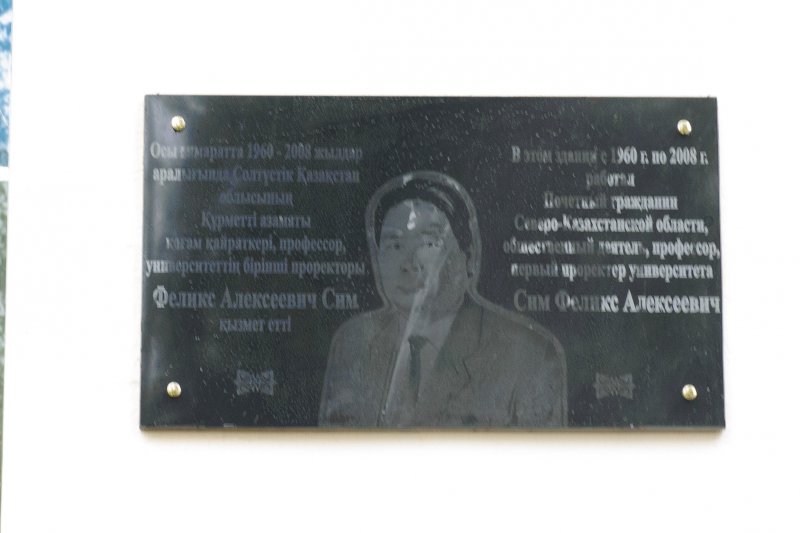 Осы ғимаратта 1960 - 2008 жылдар
аралығында Солтүстік Қазақстан
облысының
Құрметті азаматы
қоғам қайраткері, профессор,
университеттің бірінші проректоры
Феликс Алексеевич Сим
қызмет етті
В этом здании с 1960 г. по 2008 г.
работал
Почетный гражданин
Северо-Казахстанской области,
общественный деятель, профессор,
первый проректор университета
Сим Феликс Алексеевич